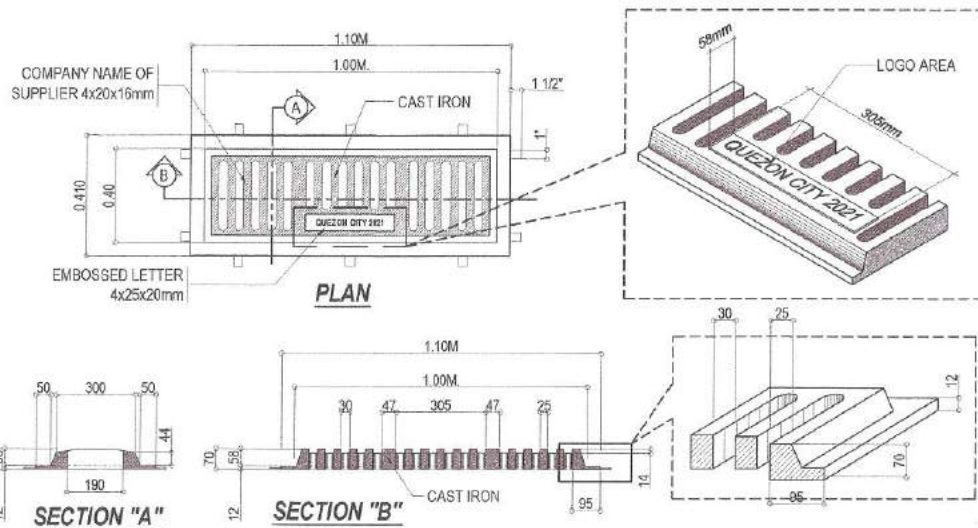 1.10M
1.00M.
COMPANY NAME OF
SUPPLIER 4x20x16mm
A
CAST IRON
1 1/2"
1"
B
0.410
0.40
QUEZON CITY 2021
EMBOSSED LETTER
4x25x20mm
PLAN
58mm
LOGO AREA
305mm
QUEZON CITY 2021
50
300
50
44
12
190
SECTION "A"
1.10M
1.00M.
30
47
305
47
25
70
58
12
14
CAST IRON
95
SECTION "B"
30
25
12
70
95